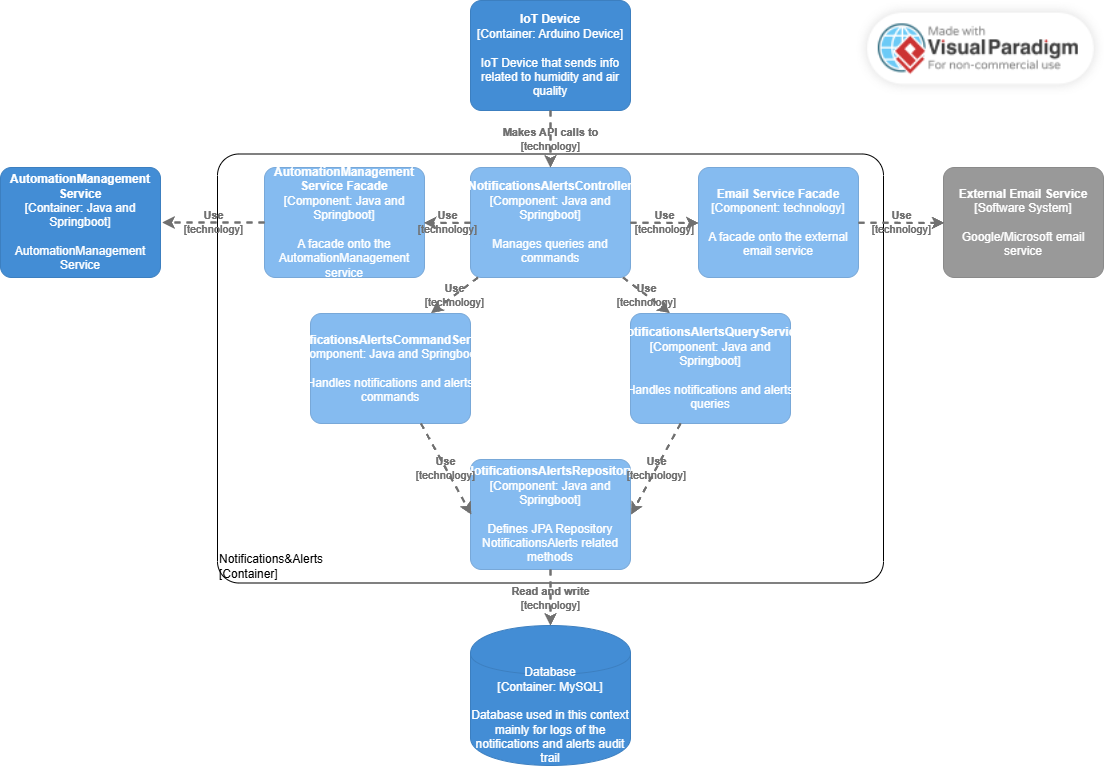 IoT Device
[Container: Arduino Device]
IoT Device that sends info
related to humidity and air
quality
Made with
Visual Paradigm
For non-commercial use
Makes API calls to
[technology]
AutomationManagement
Service
[Container: Java and
Springboot]
AutomationManagement
Service
Use
[technology]
AutomationManagement
Service Facade
[Component: Java and
Springboot]
A facade onto the
AutomationManagement
service
Use
[technology]
NotificationsAlertsController
[Component: Java and
Springboot]
Manages queries and
commands
Use
[technology]
Email Service Facade
[Component: technology]
A facade onto the external
email service
Use
[technology]
External Email Service
[Software System]
Google/Microsoft email
service
Use
[technology]
Use
[technology]
ificationsAlertsCommandSer
omponent: Java and Springboo
Handles notifications and alerts
commands
otificationsAlertsQueryServic
[Component: Java and
Springboot]
Handles notifications and alerts
queries
Use
[technology]
Use
[technology]
NotificationsAlertsRepository
[Component: Java and
Springboot]
Defines JPA Repository
NotificationsAlerts related
methods
Notifications&Alerts
[Container]
Read and write
[technology]
Database
[Container: MySQL]
Database used in this context
mainly for logs of the
notifications and alerts audit
trail